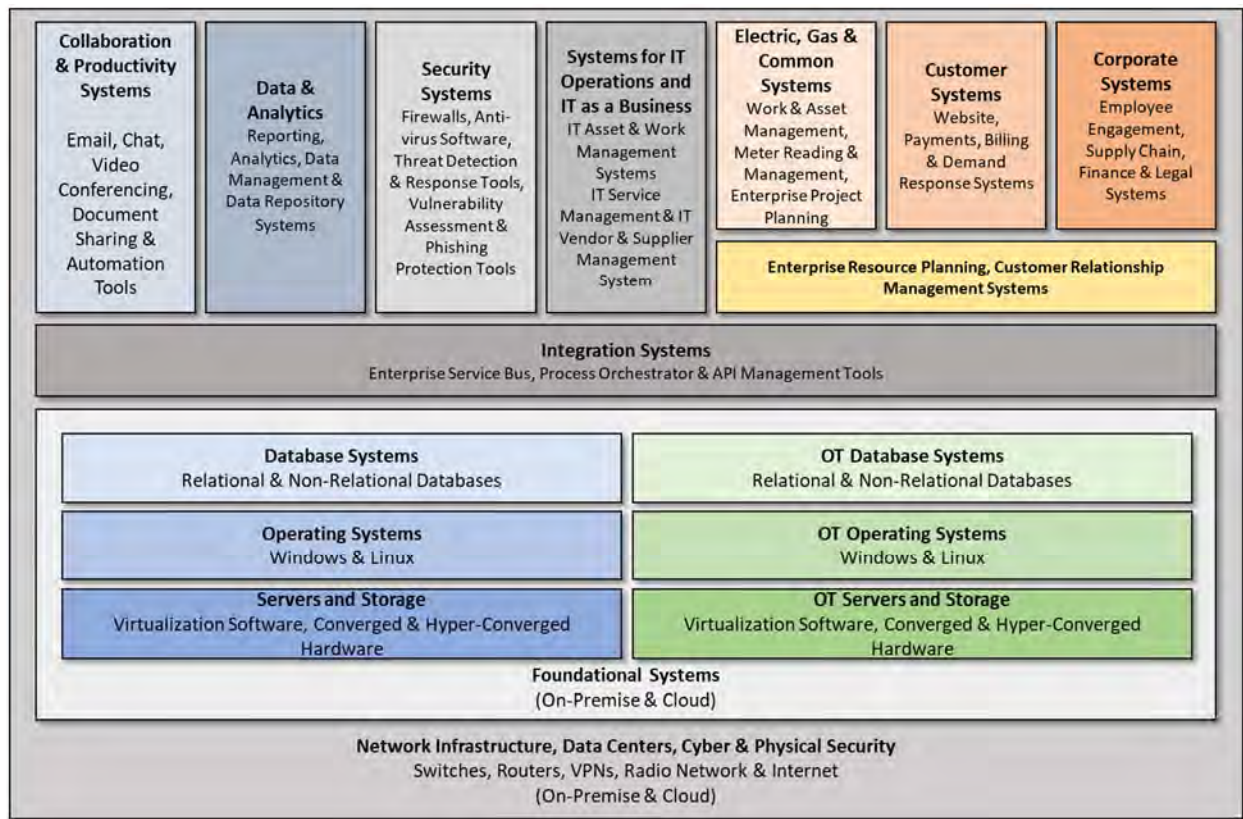 Collaboration
& Productivity
Systems
Email, Chat,
Video
Conferencing,
Document
Sharing &
Automation
Tools
Data &
Analytics
Reporting,
Analytics, Data
Management &
Data Repository
Systems
Security
Systems
Firewalls, Anti-
virus Software,
Threat Detection
& Response Tools,
Vulnerability
Assessment &
Phishing
Protection Tools
Systems for IT
Operations and
IT as a Business
IT Asset & Work
Management
Systems
IT Service
Management & IT
Vendor & Supplier
Management
System
Electric, Gas &
Common
Systems
Work & Asset
Management,
Meter Reading &
Management,
Enterprise Project
Planning
Customer
Systems
Website,
Payments, Billing
& Demand
Response Systems
Corporate
Systems
Employee
Engagement,
Supply Chain,
Finance & Legal
Systems
Enterprise Resource Planning, Customer Relationship
Management Systems
Integration Systems
Enterprise Service Bus, Process Orchestrator & API Management Tools
Database Systems
Relational & Non-Relational Databases
OT Database Systems
Relational & Non-Relational Databases
Operating Systems
Windows & Linux
OT Operating Systems
Windows & Linux
Servers and Storage
Virtualization Software, Converged & Hyper-Converged
Hardware
OT Servers and Storage
Virtualization Software, Converged & Hyper-Converged
Hardware
Foundational Systems
(On-Premise & Cloud)
Network Infrastructure, Data Centers, Cyber & Physical Security
Switches, Routers, VPNs, Radio Network & Internet
(On-Premise & Cloud)